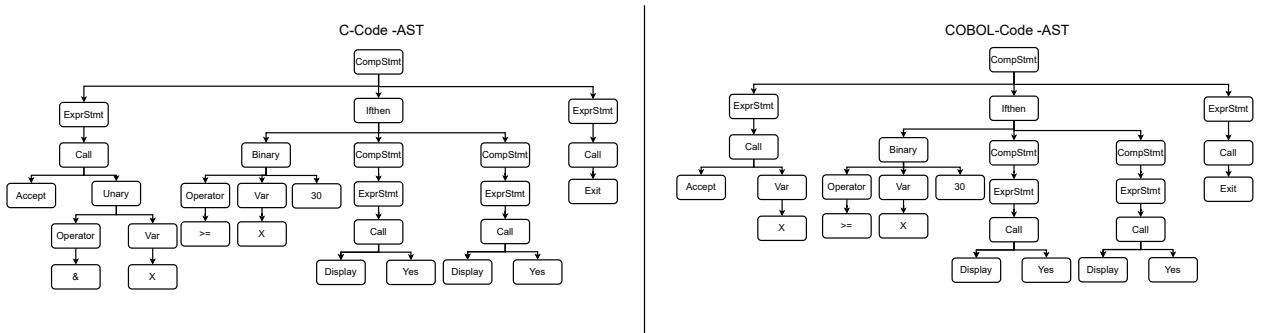 C-Code -AST
CompStmt
ExprStmt
Ifthen
ExprStmt
Call
Binary
CompStmt
CompStmt
Call
Accept
Unary
Operator
Var
30
ExprStmt
ExprStmt
Exit
Operator
Var
>=
X
Call
Call
&
X
Display
Yes
Display
Yes
COBOL-Code -AST
CompStmt
ExprStmt
Ifthen
ExprStmt
Call
Binary
CompStmt
CompStmt
Call
Accept
Var
Operator
Var
30
ExprStmt
ExprStmt
Exit
X
>=
X
Call
Call
Display
Yes
Display
Yes